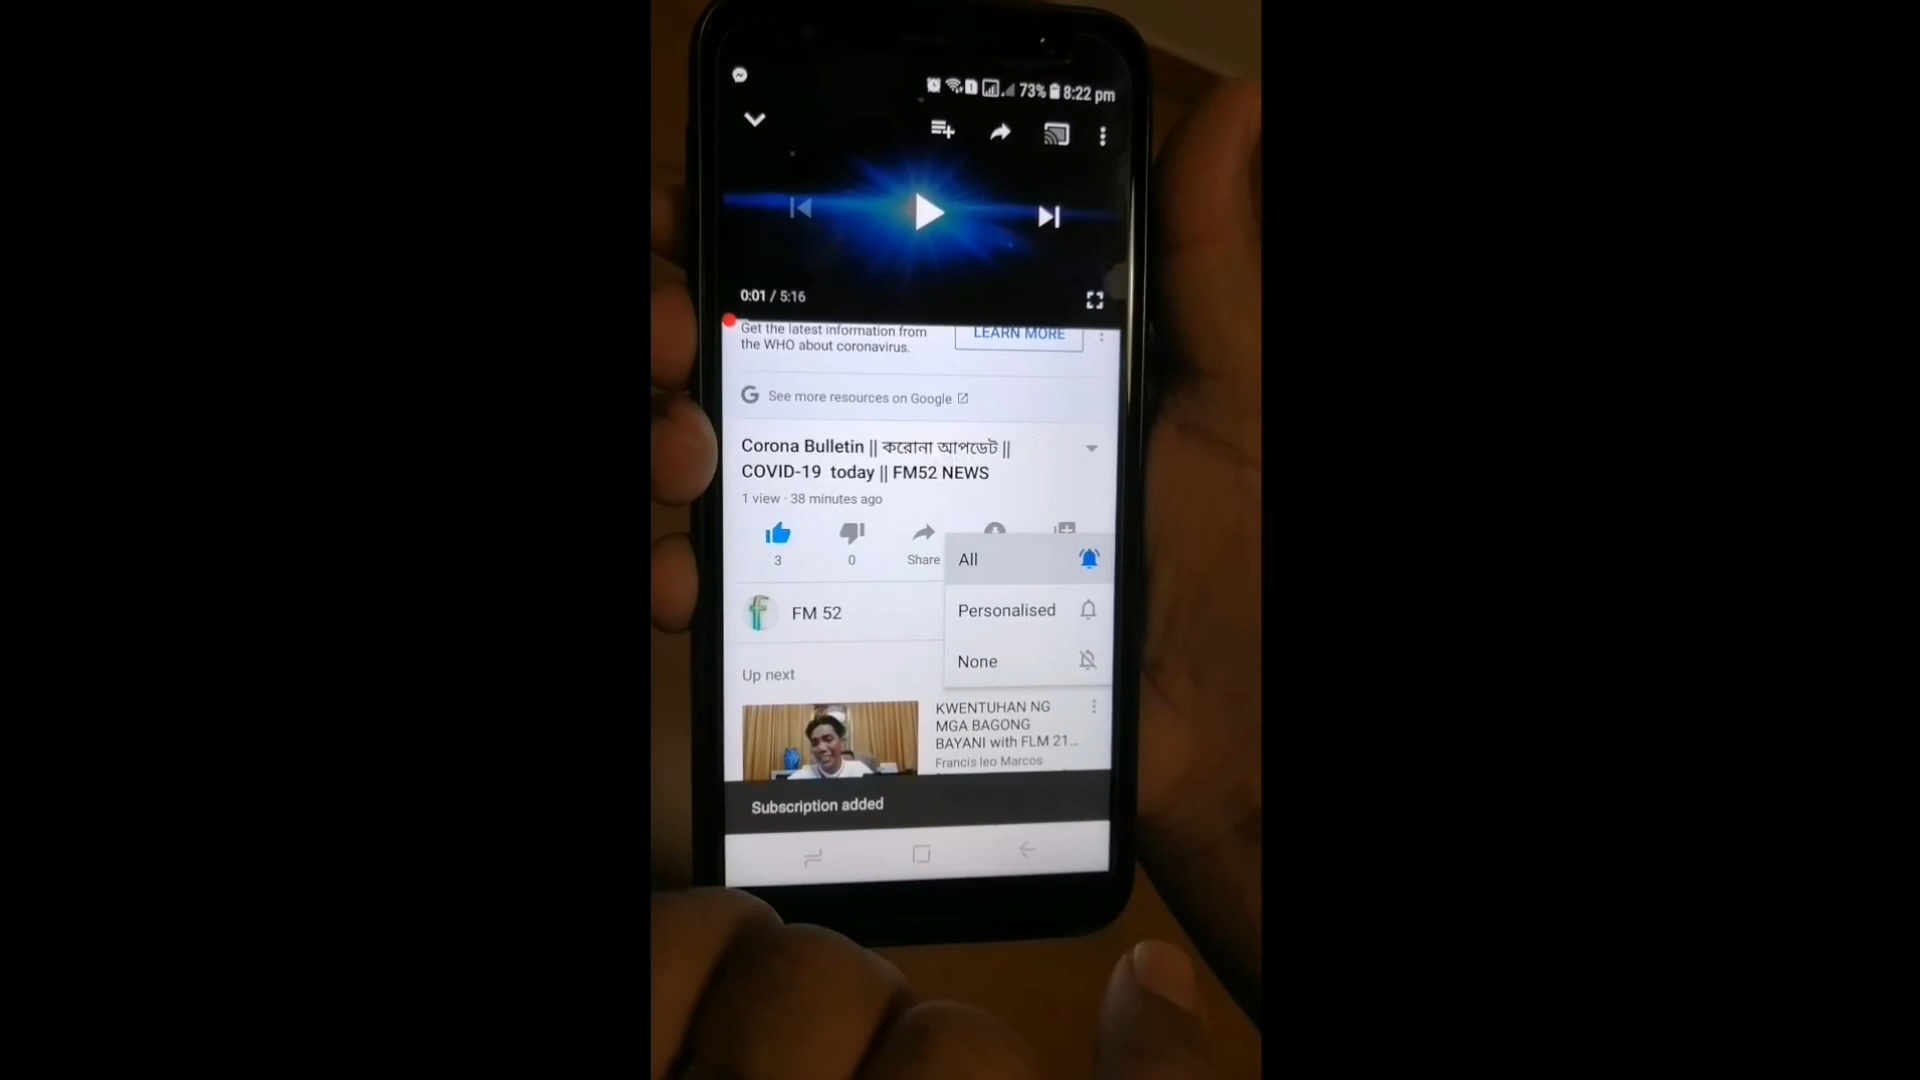 73% 8:22 pm
0:01 / 5:16
Get the latest information from
the WHO about coronavirus.
LEARN MORE
See more resources on Google
Corona Bulletin || করোনা আপডেট ||
COVID-19 today || FM52 NEWS
1 view · 38 minutes ago
3
0
Share
All
Personalised
None
FM 52
Up next
KWENTUHAN NG
MGA BAGONG
BAYANI with FLM 21...
Francis leo Marcos
Subscription added